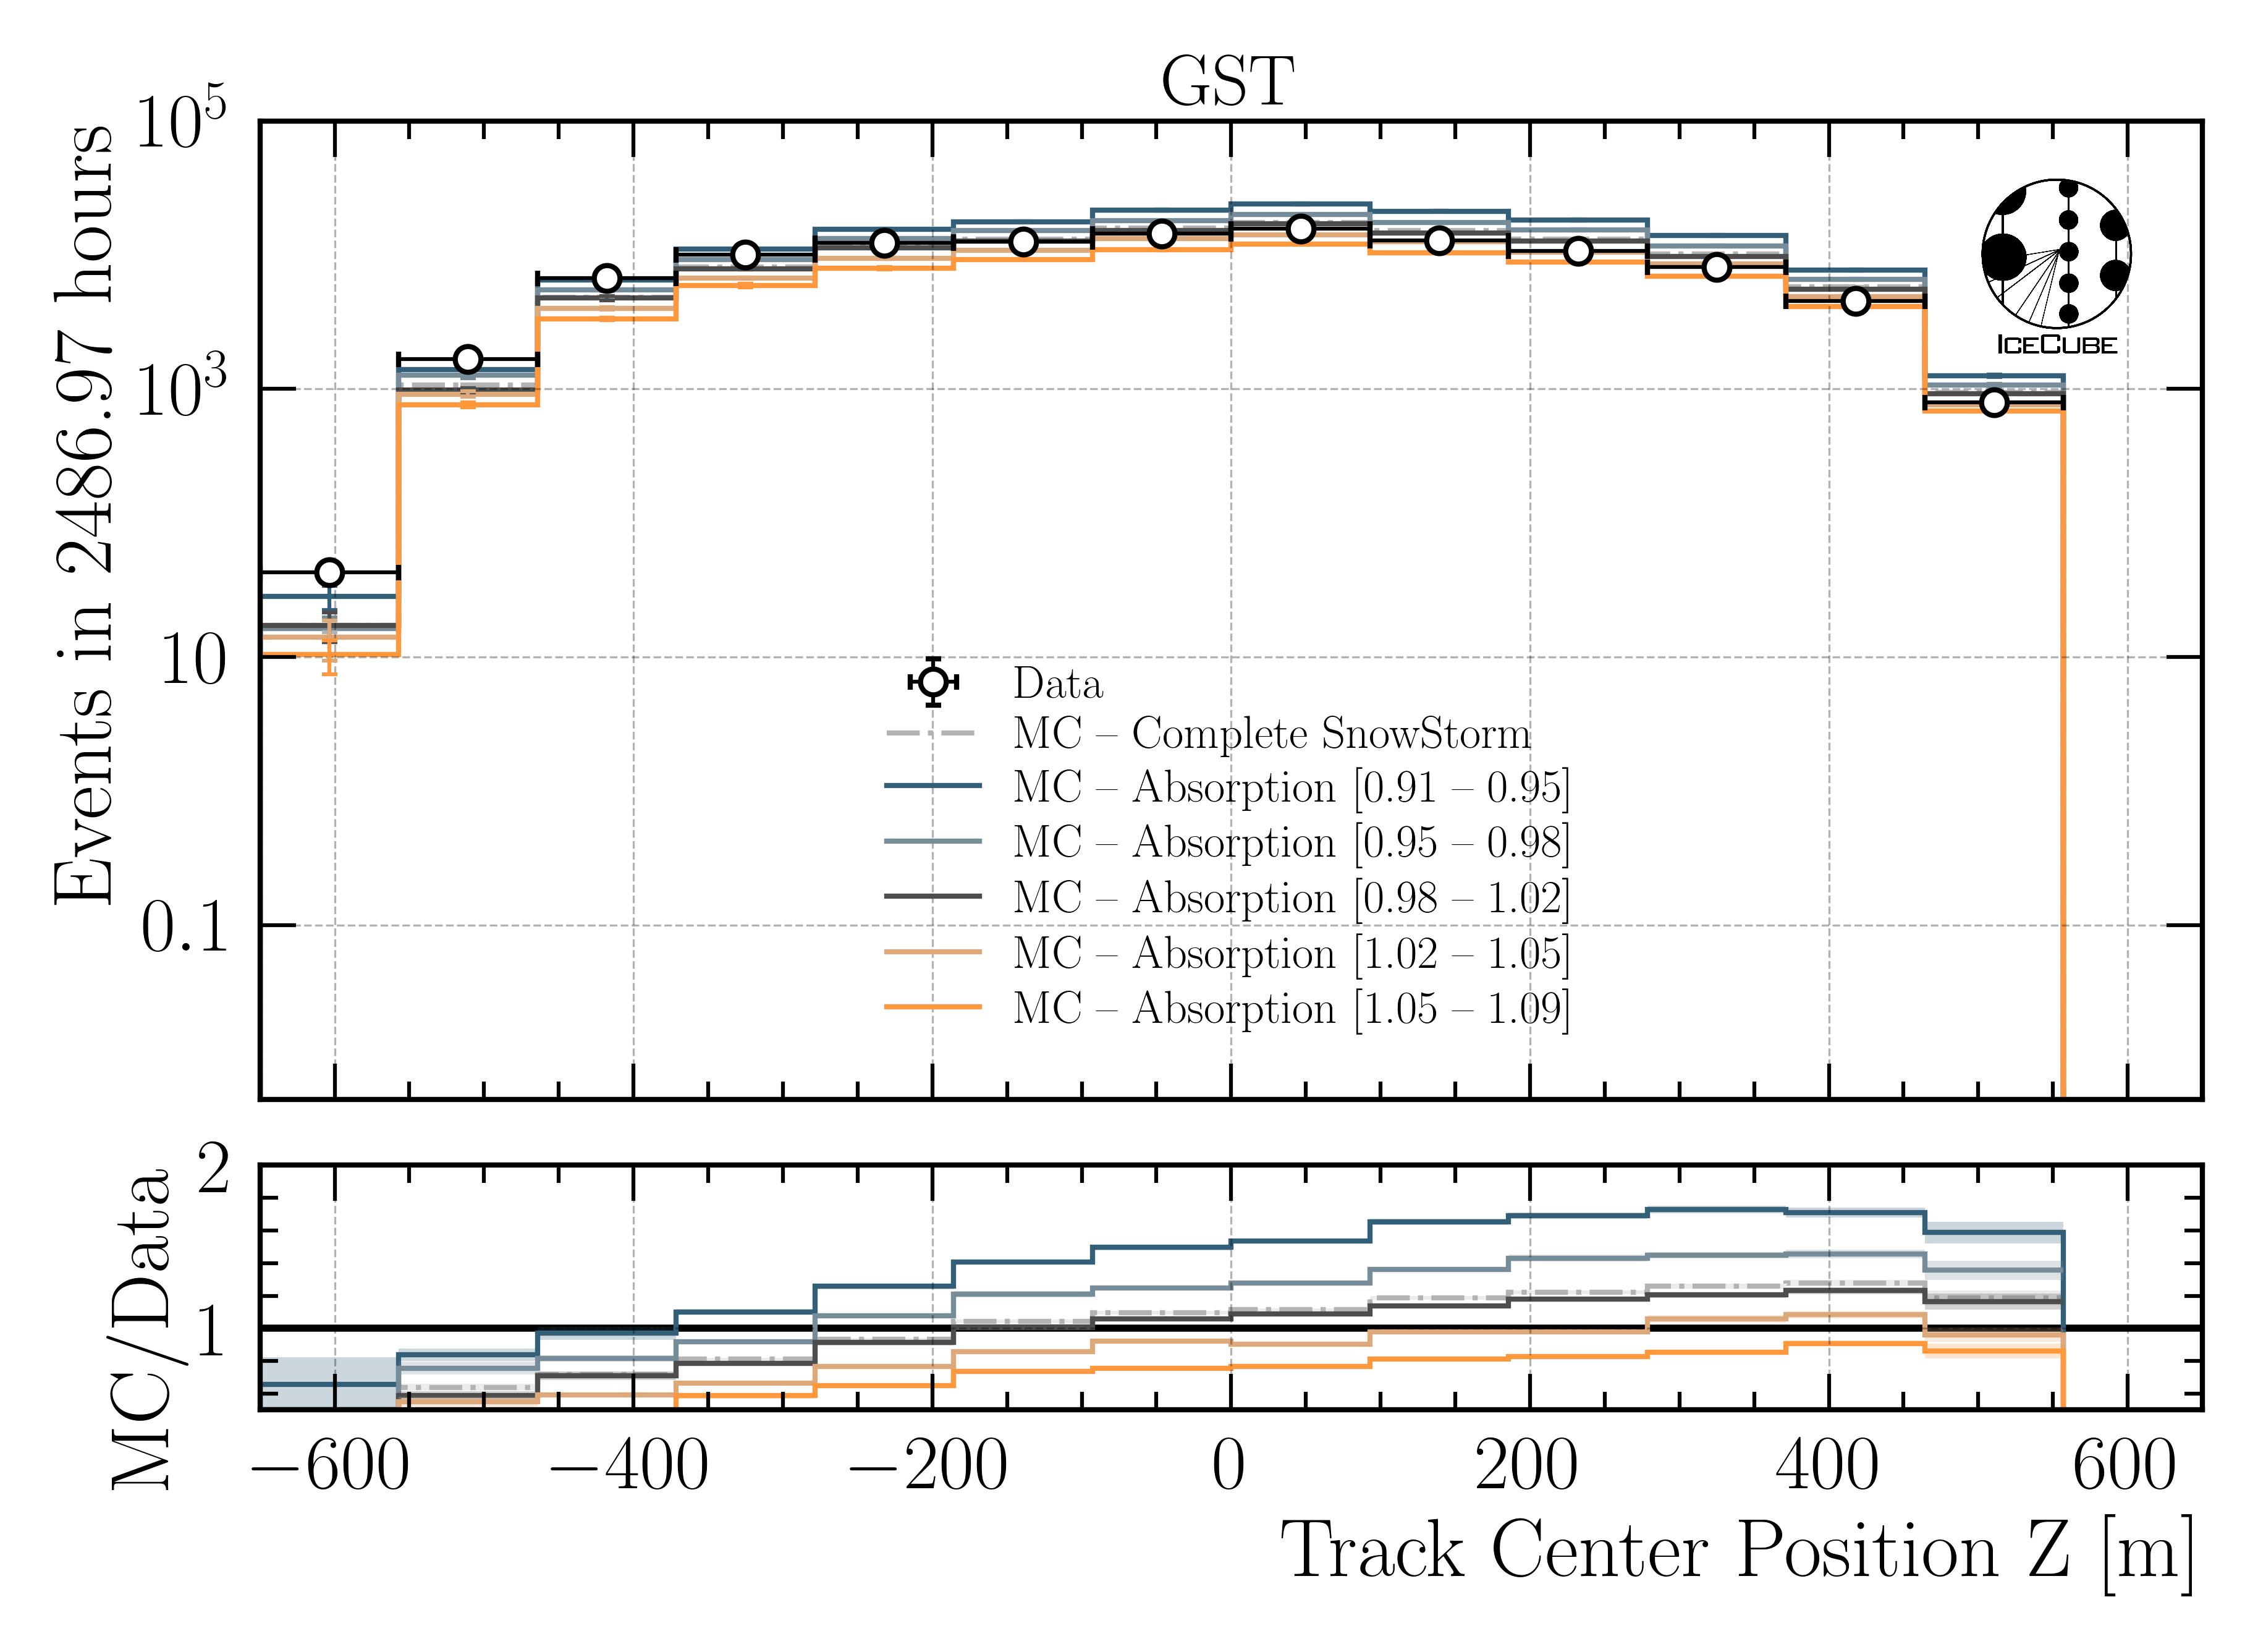 GST
Events in 2486.97 hours
10^5
10^3
10
0.1
ICECUBE
Data
MC – Complete SnowStorm
MC – Absorption [0.91 – 0.95]
MC – Absorption [0.95 – 0.98]
MC – Absorption [0.98 – 1.02]
MC – Absorption [1.02 – 1.05]
MC – Absorption [1.05 – 1.09]
MC/Data
2
1
−600 −400 −200 0 200 400 600
Track Center Position Z [m]